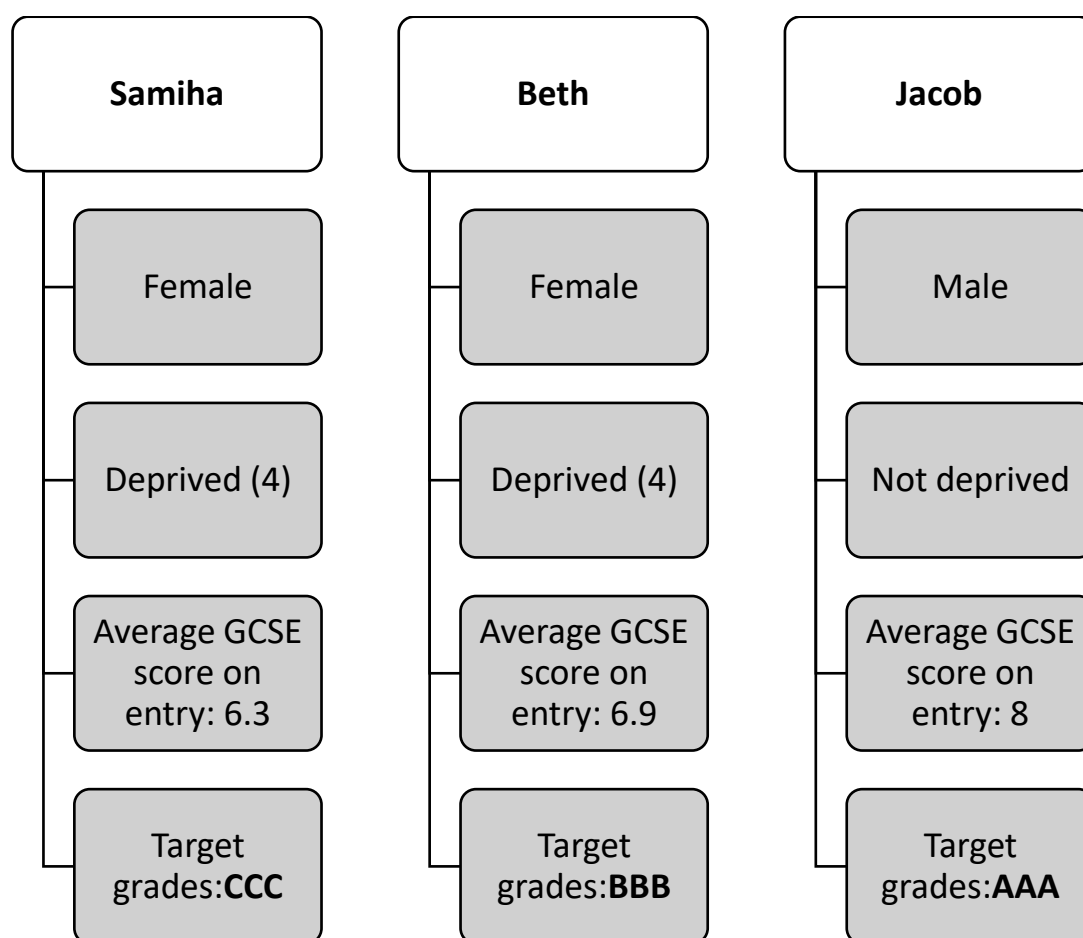 Samiha
Female
Deprived (4)
Average GCSE
score on
entry: 6.3
Target
grades:CCC
Beth
Female
Deprived (4)
Average GCSE
score on
entry: 6.9
Target
grades:BBB
Jacob
Male
Not deprived
Average GCSE
score on
entry: 8
Target
grades:AAA